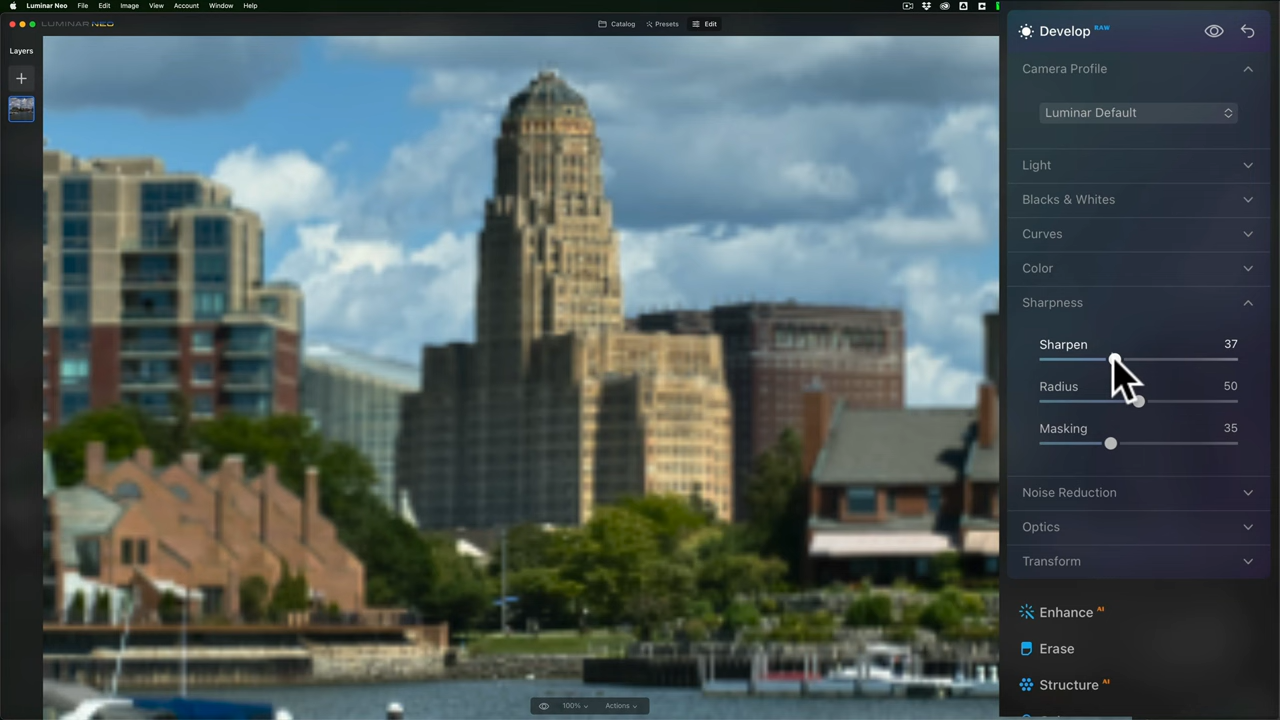 Luminar Neo File Edit Image View Account Window Help
LUMINAR NEO
Catalog Presets Edit
Layers
Develop RAW
Camera Profile
Luminar Default
Light
Blacks & Whites
Curves
Color
Sharpness
Sharpen 37
Radius 50
Masking 35
Noise Reduction
Optics
Transform
Enhance AI
Erase
Structure AI
100% Actions